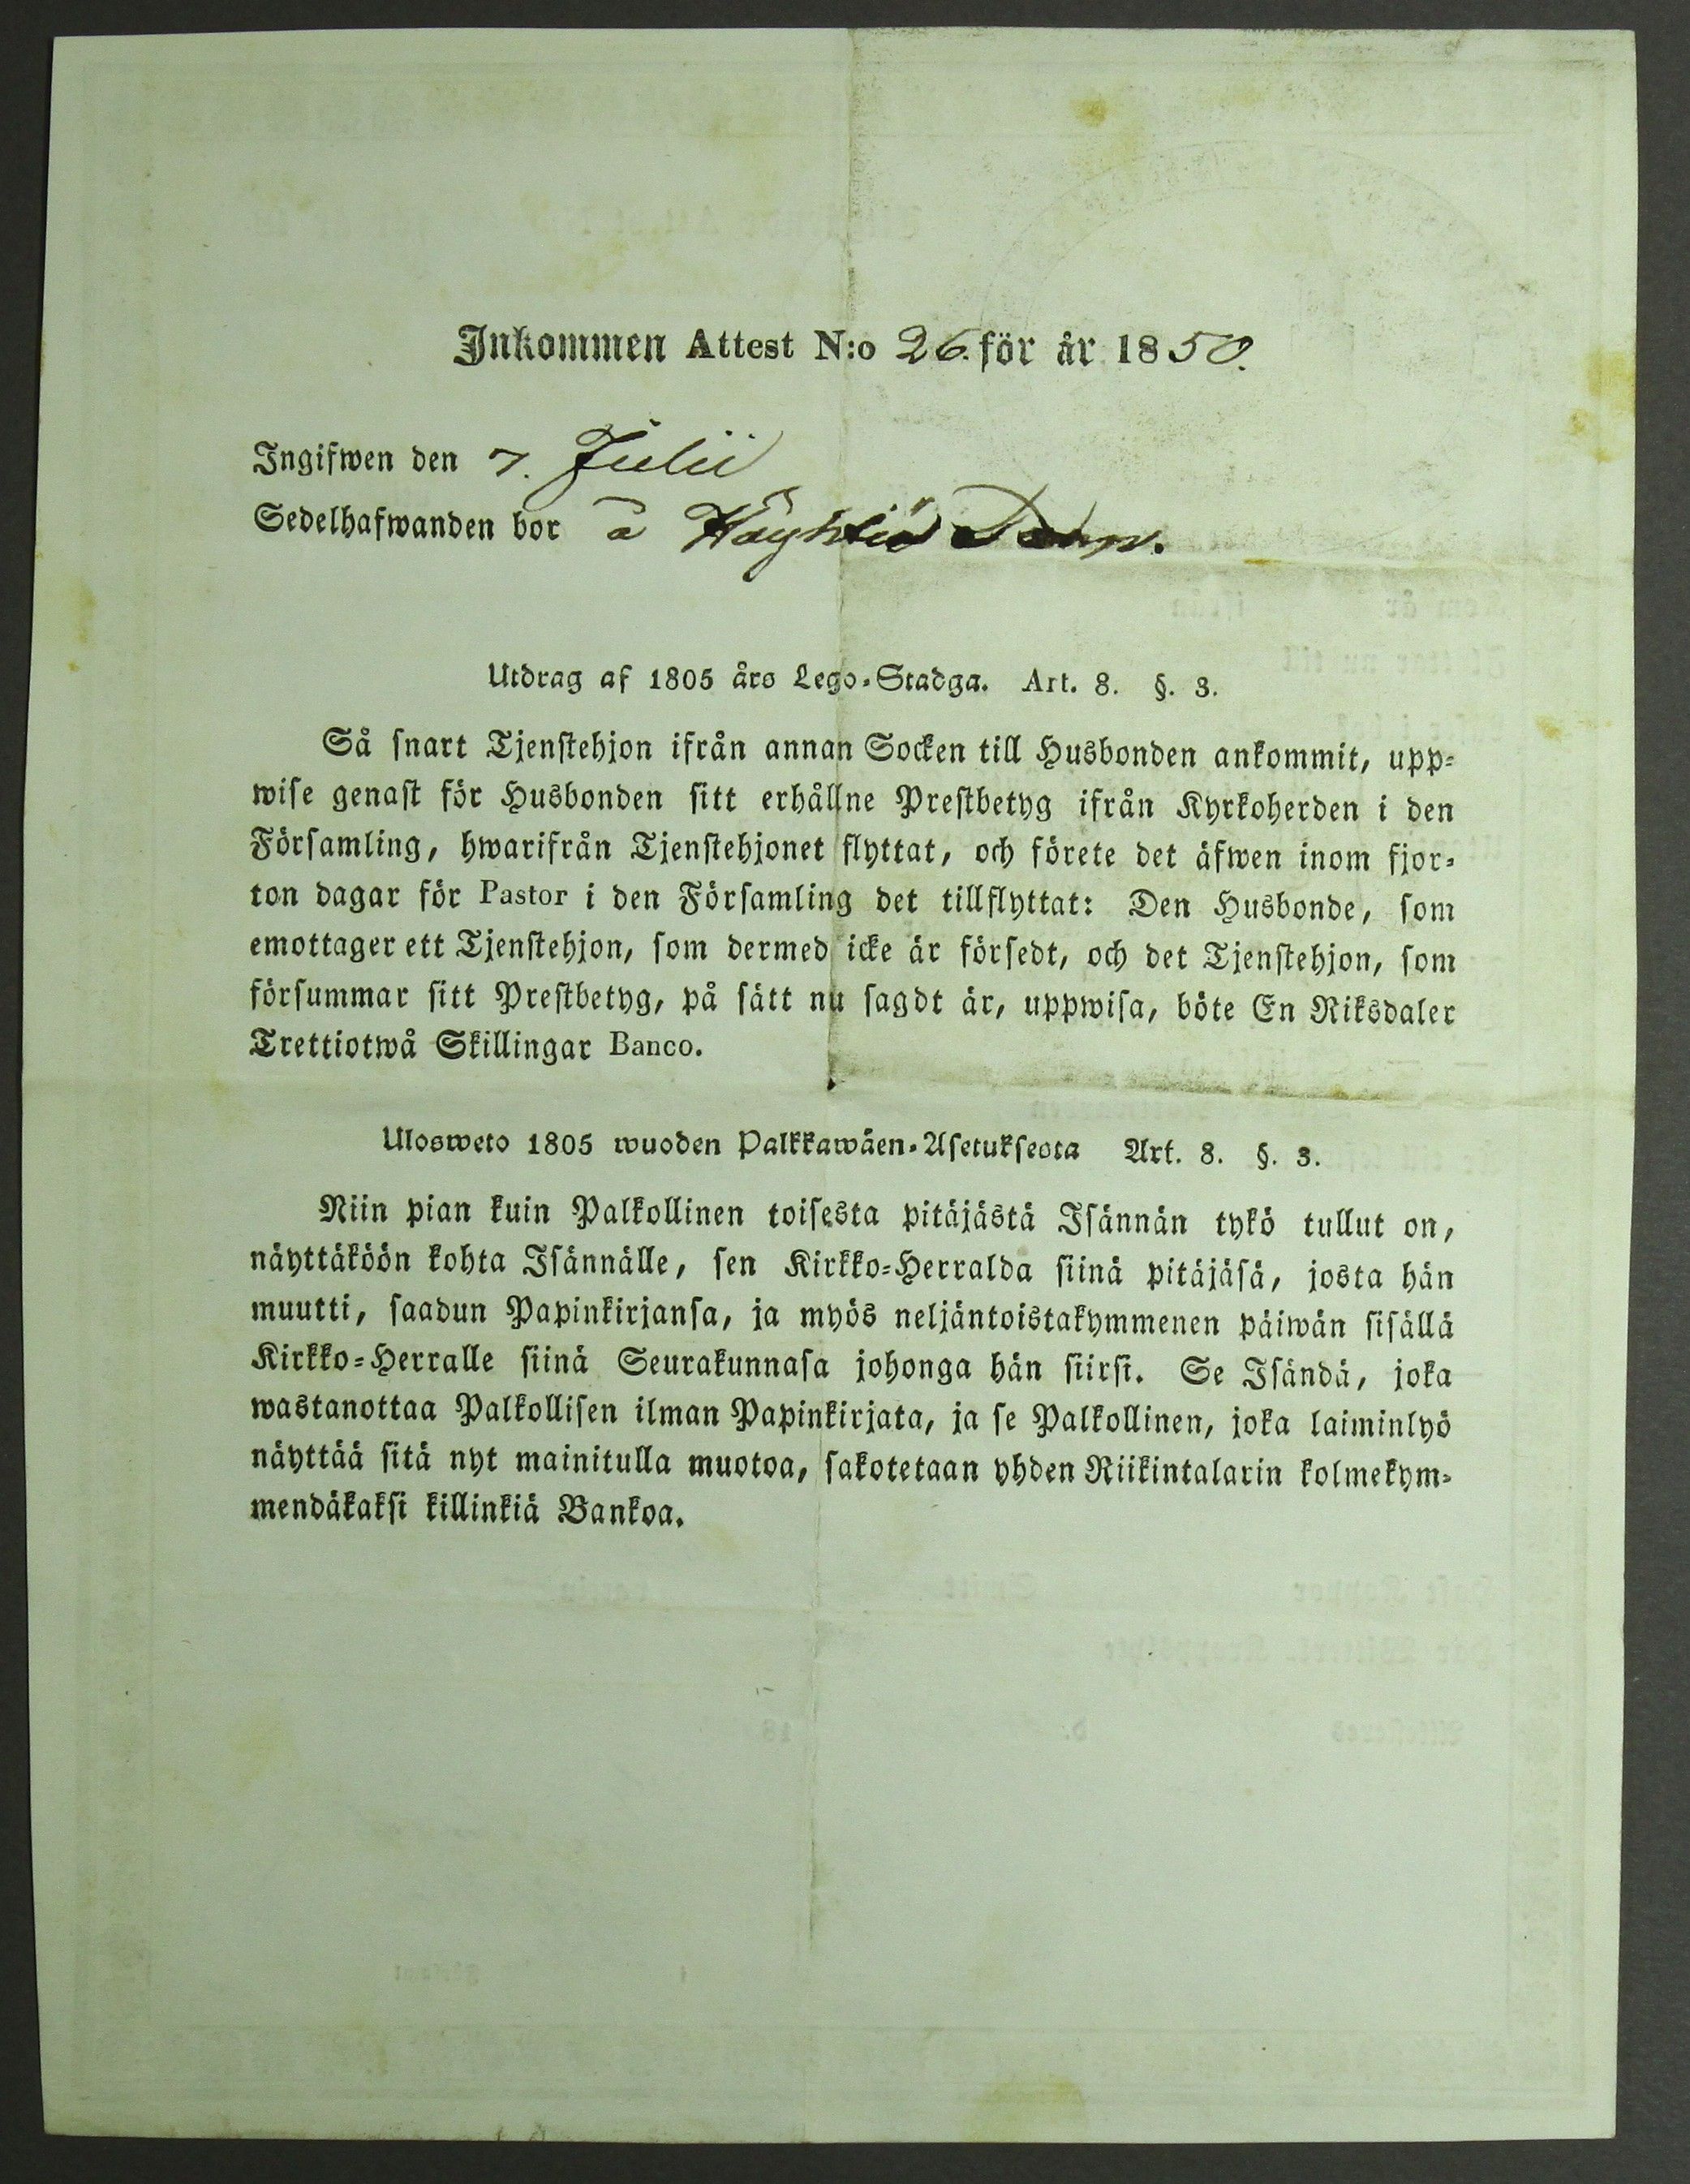 Inkommen Attest N:o 26. för år 1850.
Ingifwen den 7. Julii
Sedelhafwanden bor å
Utdrag af 1805 års Lego-Stadga. Art. 8. §. 3.
Så snart Tjenstehjon ifrån annan Socken till Husbonden ankommit, upp-
wise genast för Husbonden sitt erhållne Prestbetyg ifrån Kyrkoherden i den
Församling, hwarifrån Tjenstehjonet flyttat, och förete det äfwen inom fjor-
ton dagar för Pastor i den Församling det tillflyttat: Den Husbonde, som
emottager ett Tjenstehjon, som dermed icke är försedt, och det Tjenstehjon, som
försummar sitt Prestbetyg, på sätt nu sagdt är, uppwisa, böte En Riksdaler
Trettiotwå Skillingar Banco.
Ulosweto 1805 wuoden Palkkawäen-Asetuksesta Art. 8. §. 3.
Niin pian kuin Palkollinen toisesta pitäjästä Isännän tykö tullut on,
näyttäköön kohta Isännälle, sen Kirkko-Herralda siinä pitäjäsä, josta hän
muutti, saadun Papinkirjansa, ja myös neljäntoistakymmenen päiwän sisällä
Kirkko-Herralle siinä Seurakunnasa johonga hän siirsi. Se Isändä, joka
wastanottaa Palkollisen ilman Papinkirjata, ja se Palkollinen, joka laiminlyö
näyttää sitä nyt mainitulla muotoa, sakotetaan yhden Riikintalarin kolmekym-
mendäkaksi killinkiä Bankoa.